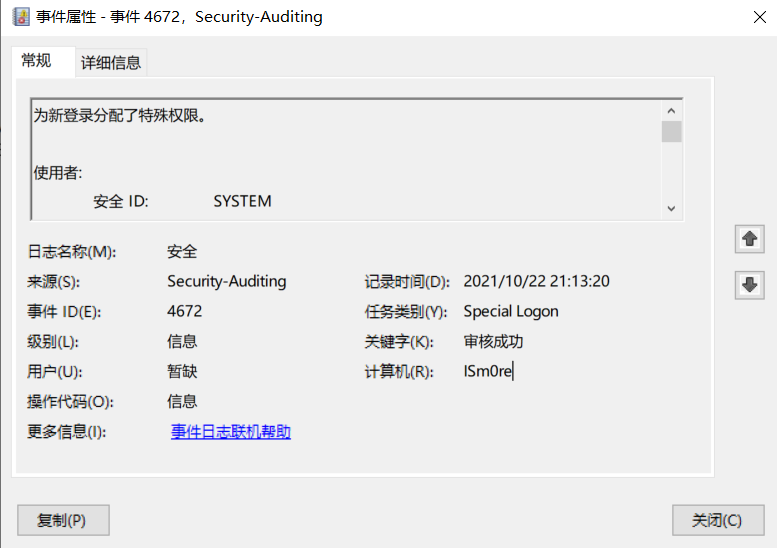 事件属性 - 事件 4672，Security-Auditing
常规 详细信息
为新登录分配了特殊权限。
使用者:
安全 ID: SYSTEM
日志名称(M): 安全
来源(S): Security-Auditing 记录时间(D): 2021/10/22 21:13:20
事件 ID(E): 4672 任务类别(Y): Special Logon
级别(L): 信息 关键字(K): 审核成功
用户(U): 暂缺 计算机(R): ISm0re
操作代码(O): 信息
更多信息(I): 事件日志联机帮助
复制(P) 关闭(C)